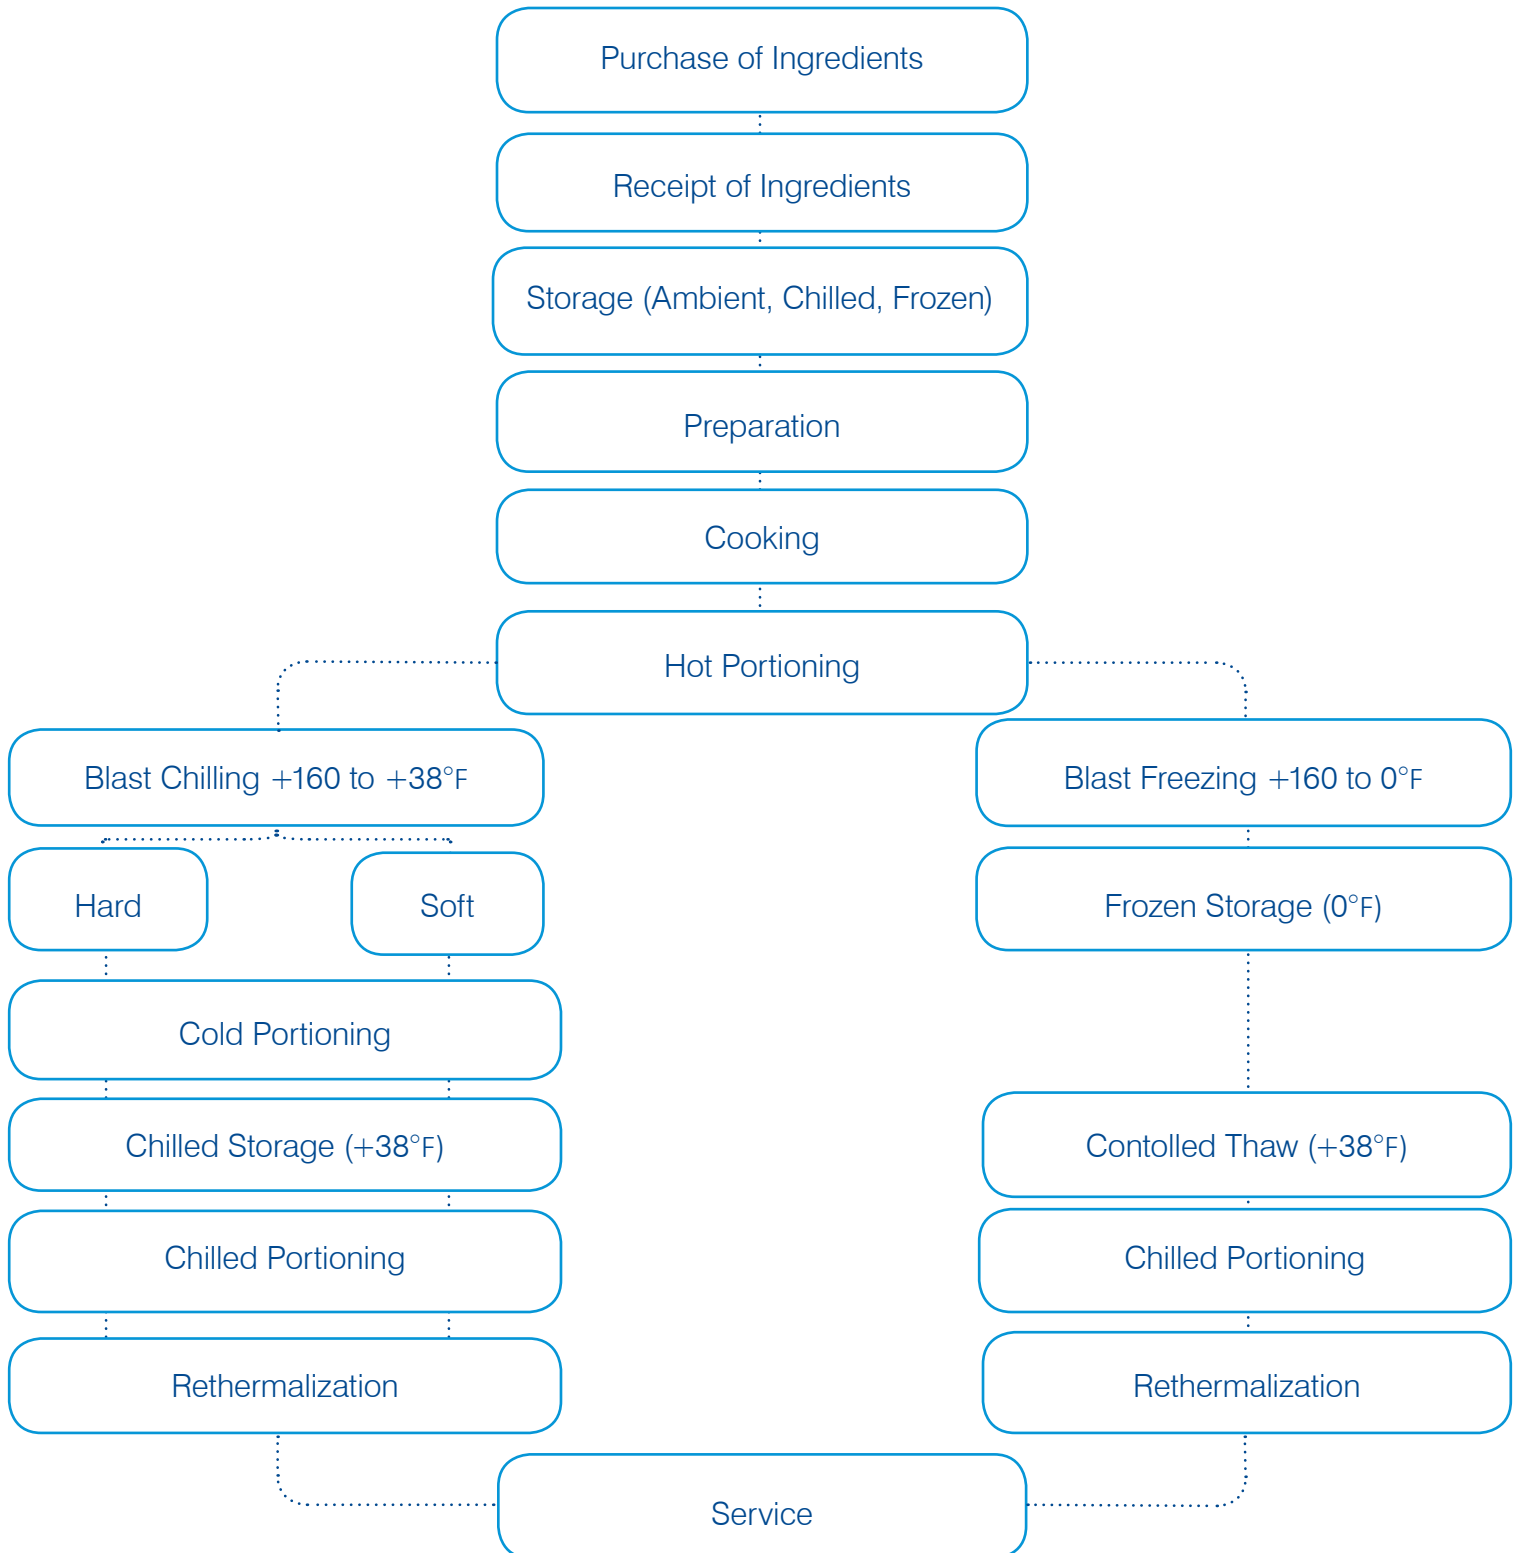 Purchase of Ingredients
Receipt of Ingredients
Storage (Ambient, Chilled, Frozen)
Preparation
Cooking
Hot Portioning
Blast Chilling +160 to +38°F
Hard
Soft
Cold Portioning
Chilled Storage (+38°F)
Chilled Portioning
Rethermalization
Blast Freezing +160 to 0°F
Frozen Storage (0°F)
Contolled Thaw (+38°F)
Chilled Portioning
Rethermalization
Service